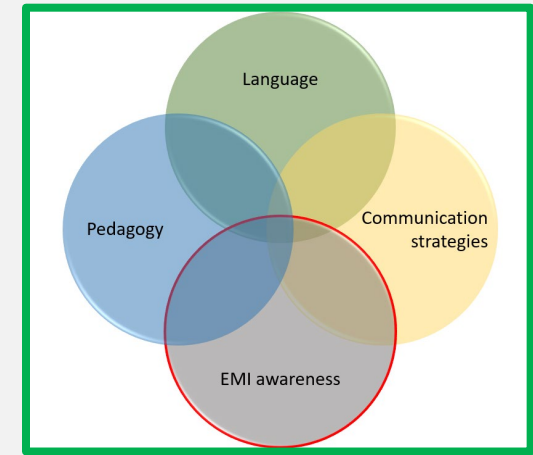 Language
Pedagogy
Communication
strategies
EMI awareness